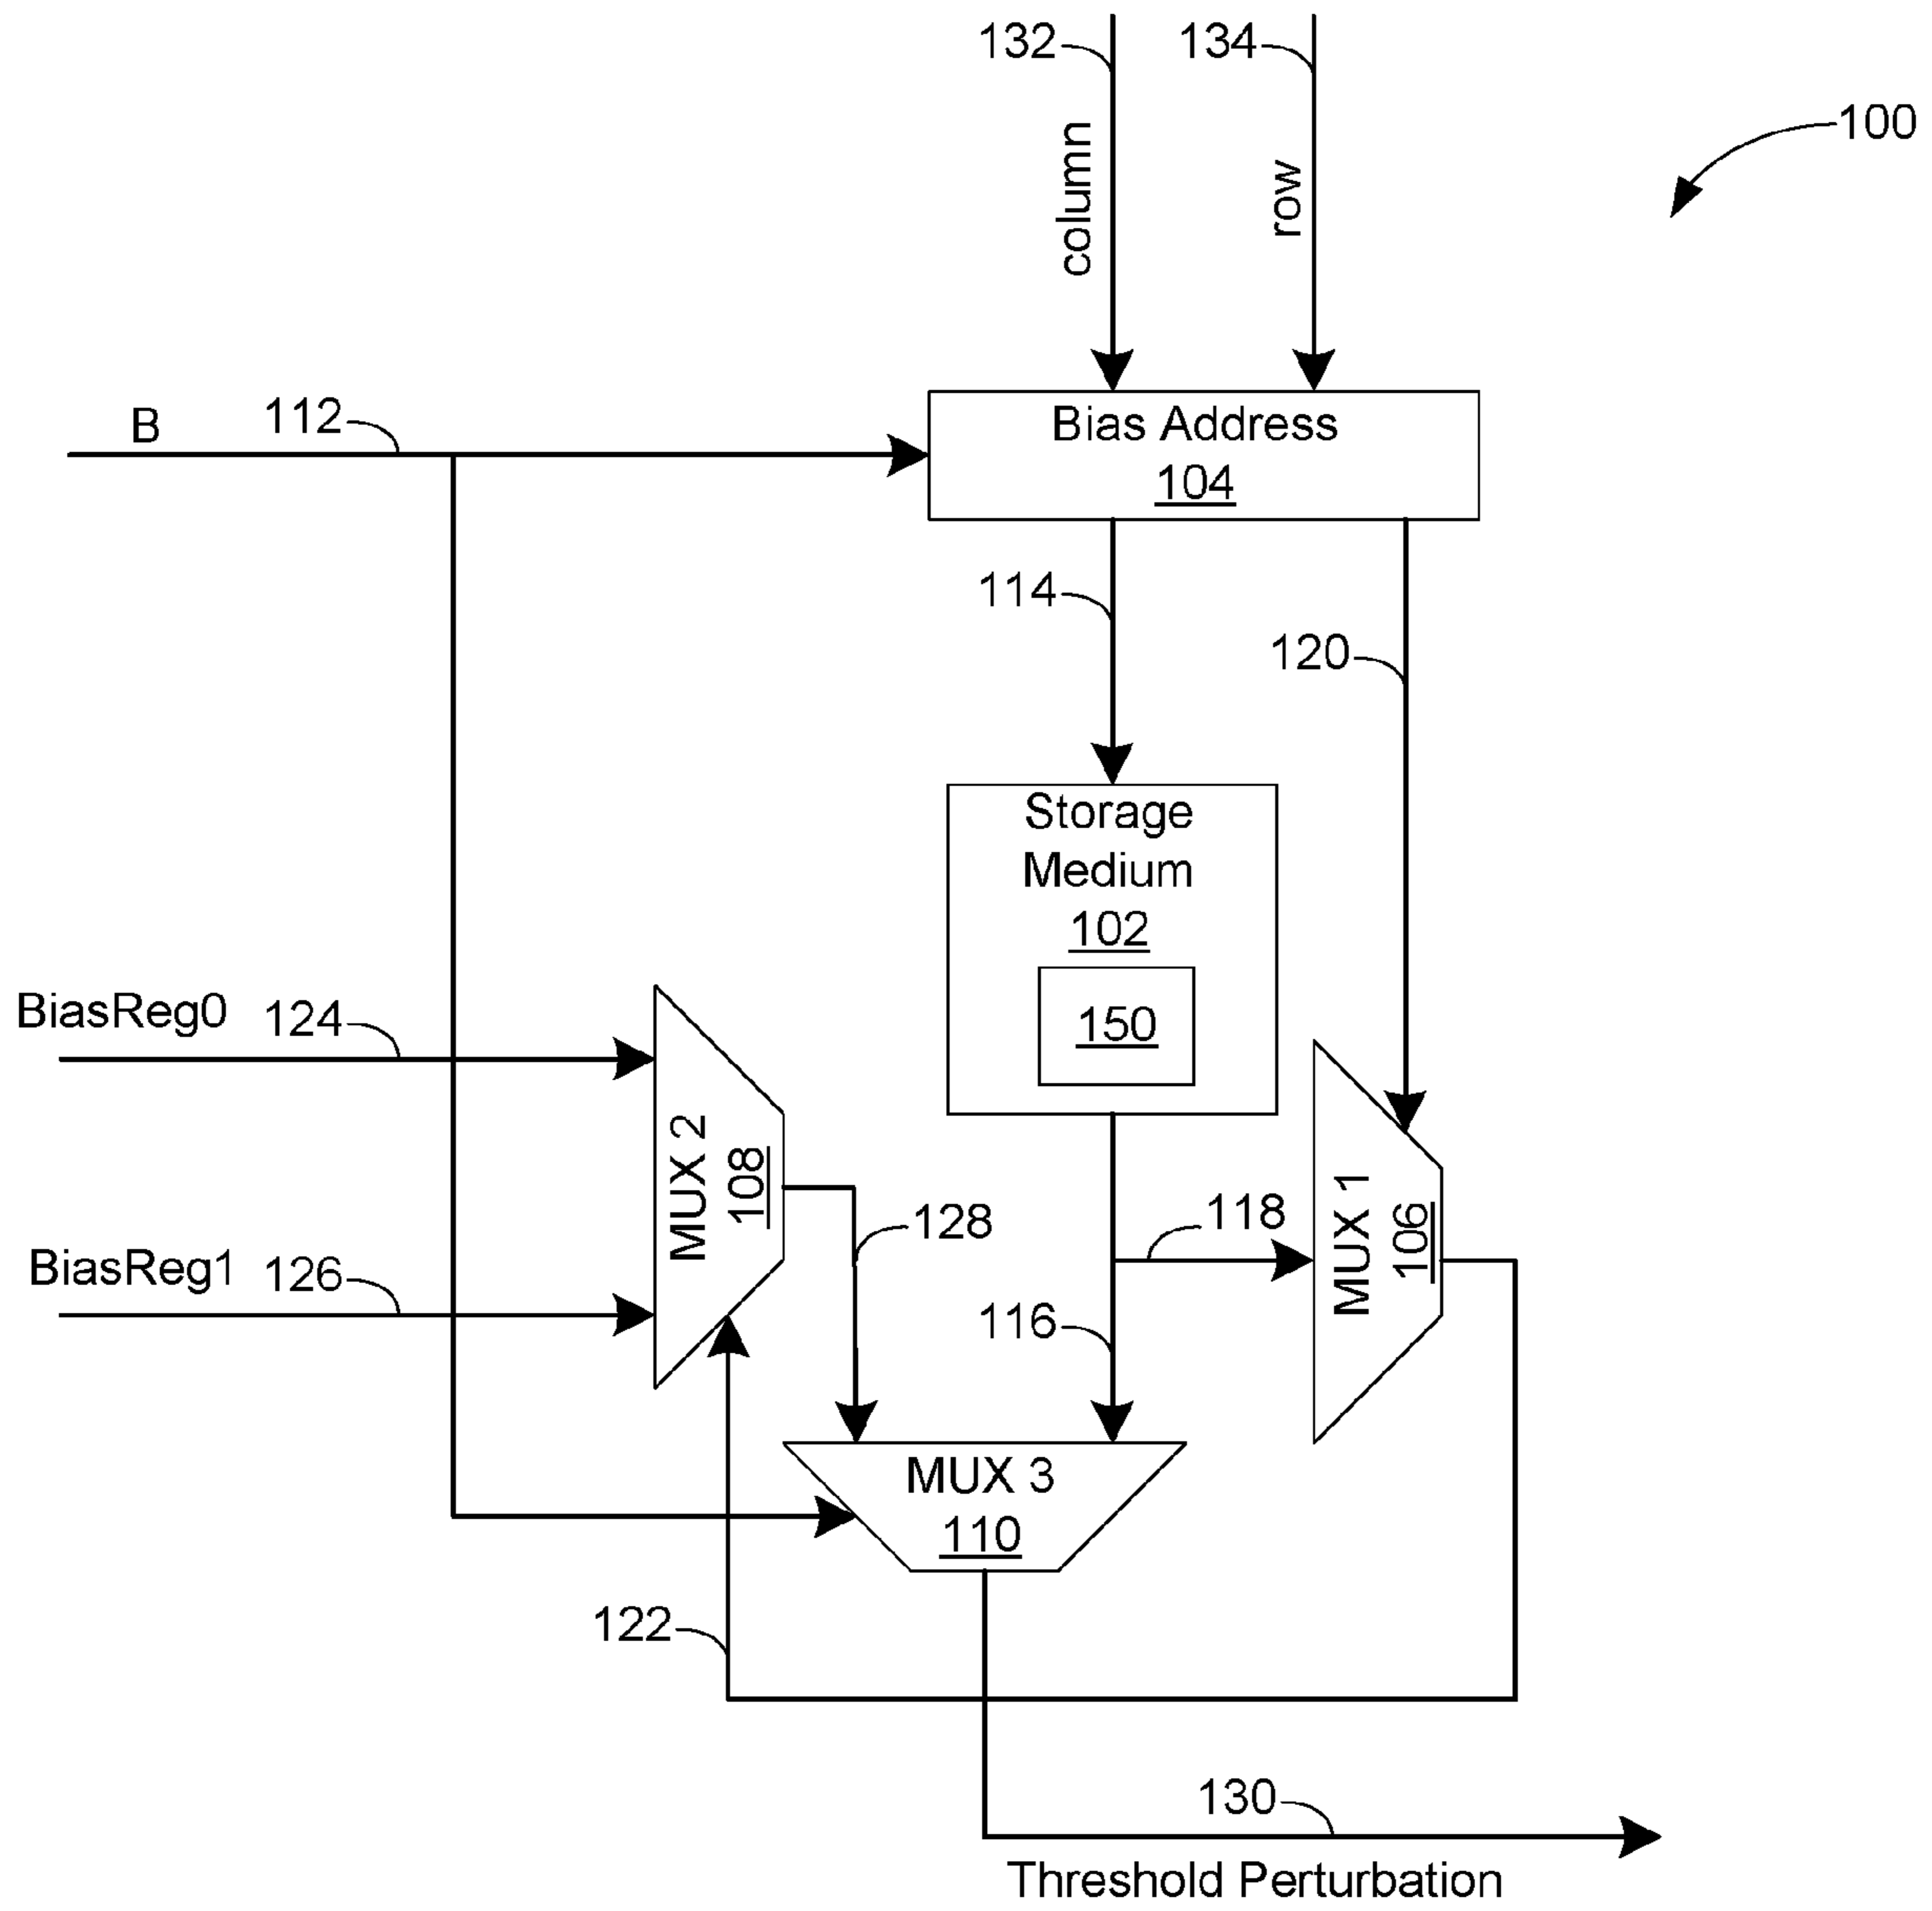 132
134
100
column
row
B
112
Bias Address
104
114
120
Storage
Medium
102
150
BiasReg0
124
MUX 2
108
128
118
MUX 1
106
BiasReg1
126
116
MUX 3
110
122
130
Threshold Perturbation